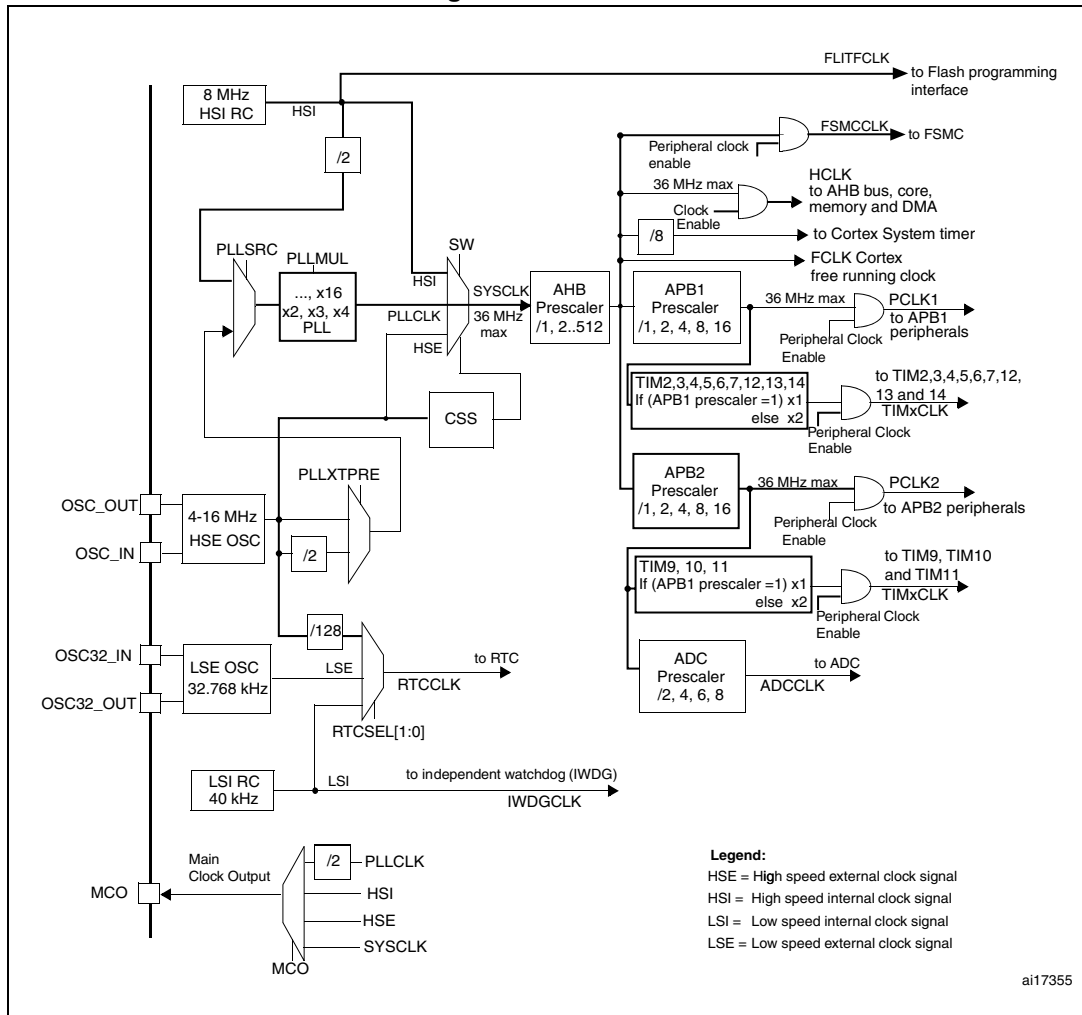 FLITFCLK
to Flash programming
interface
8 MHz
HSI RC
HSI
/2
FSMCCLK
to FSMC
Peripheral clock
enable
36 MHz max
HCLK
to AHB bus, core,
memory and DMA
Clock
Enable
/8
to Cortex System timer
FCLK Cortex
free running clock
PLLSRC
PLLMUL
..., x16
x2, x3, x4
PLL
SW
HSI
PLLCLK
HSE
SYSCLK
36 MHz
max
AHB
Prescaler
/1, 2..512
APB1
Prescaler
/1, 2, 4, 8, 16
36 MHz max
PCLK1
to APB1
peripherals
Peripheral Clock
Enable
TIM2,3,4,5,6,7,12,13,14
If (APB1 prescaler =1) x1
else x2
to TIM2,3,4,5,6,7,12,
13 and 14
TIMxCLK
Peripheral Clock
Enable
CSS
PLLXTPRE
OSC_OUT
OSC_IN
4-16 MHz
HSE OSC
/2
APB2
Prescaler
/1, 2, 4, 8, 16
36 MHz max
PCLK2
to APB2 peripherals
Peripheral Clock
Enable
TIM9, 10, 11
If (APB1 prescaler =1) x1
else x2
to TIM9, TIM10
and TIM11
TIMxCLK
Peripheral Clock
Enable
/128
OSC32_IN
OSC32_OUT
LSE OSC
32.768 kHz
LSE
to RTC
RTCCLK
RTCSEL[1:0]
ADC
Prescaler
/2, 4, 6, 8
to ADC
ADCCLK
LSI RC
40 kHz
LSI
to independent watchdog (IWDG)
IWDGCLK
MCO
Main
Clock Output
/2
PLLCLK
HSI
HSE
SYSCLK
MCO
Legend:
HSE = High speed external clock signal
HSI = High speed internal clock signal
LSI = Low speed internal clock signal
LSE = Low speed external clock signal
ai17355